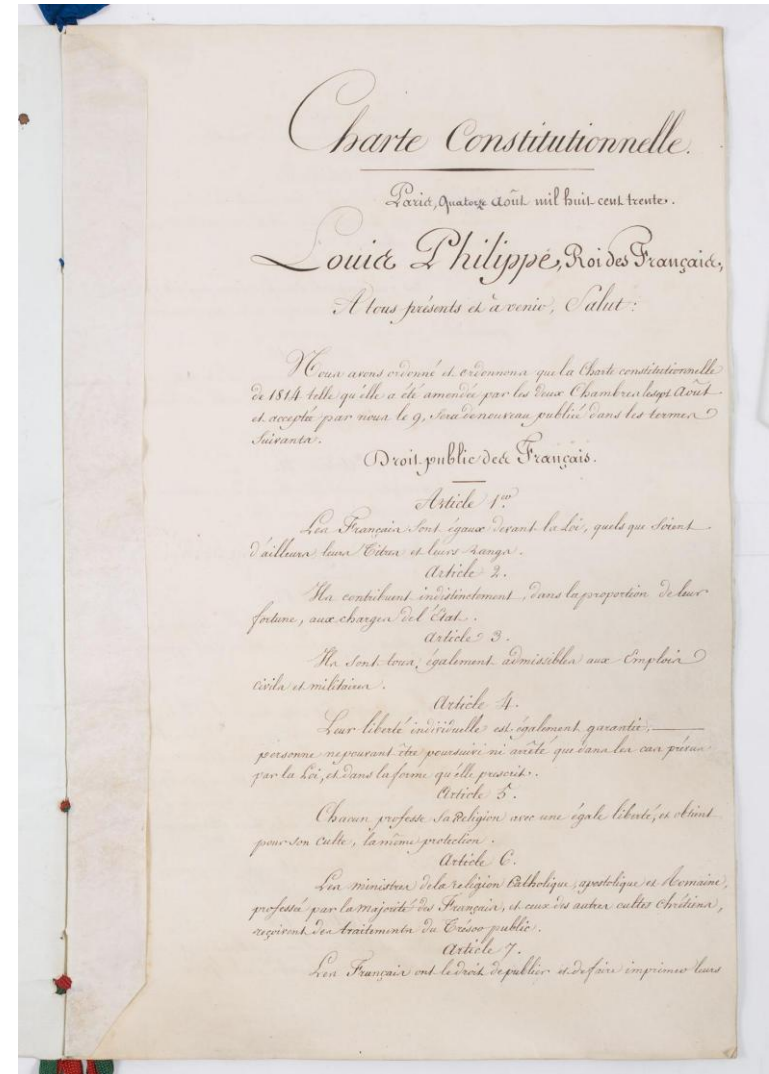 Charte Constitutionnelle.
Paris, Quatorze Août mil huit cent trente.
Louis Philippe, Roi des Français,
A tous présents et à venir, Salut:
Nous avons ordonné et ordonnons que la Charte constitutionnelle
de 1814 telle qu'elle a été amendée par les deux Chambres le sept Août
et acceptée par nous le 9, sera de nouveau publiée dans les termes
suivants.
Droit public des Français.
Article 1er
Les Français sont égaux devant la Loi, quels que soient
d'ailleurs leurs Titres et leurs rangs.
Article 2.
Ils contribuent indistinctement, dans la proportion de leur
fortune, aux charges de l'État.
Article 3.
Ils sont tous, également admissibles aux Emplois
civils et militaires.
Article 4.
Leur liberté individuelle est également garantie,
personne ne pouvant être poursuivi ni arrêté que dans les cas prévus
par la Loi, et dans la forme qu'elle prescrit.
Article 5.
Chacun professe sa Religion avec une égale liberté, et obtient
pour son Culte, la même protection.
Article 6.
Les ministres de la religion Catholique, apostolique et Romaine,
professée par la majorité des Français, et ceux des autres cultes chrétiens,
reçoivent des traitements du Trésor public.
Article 7.
Les Français ont le droit de publier et de faire imprimer leurs